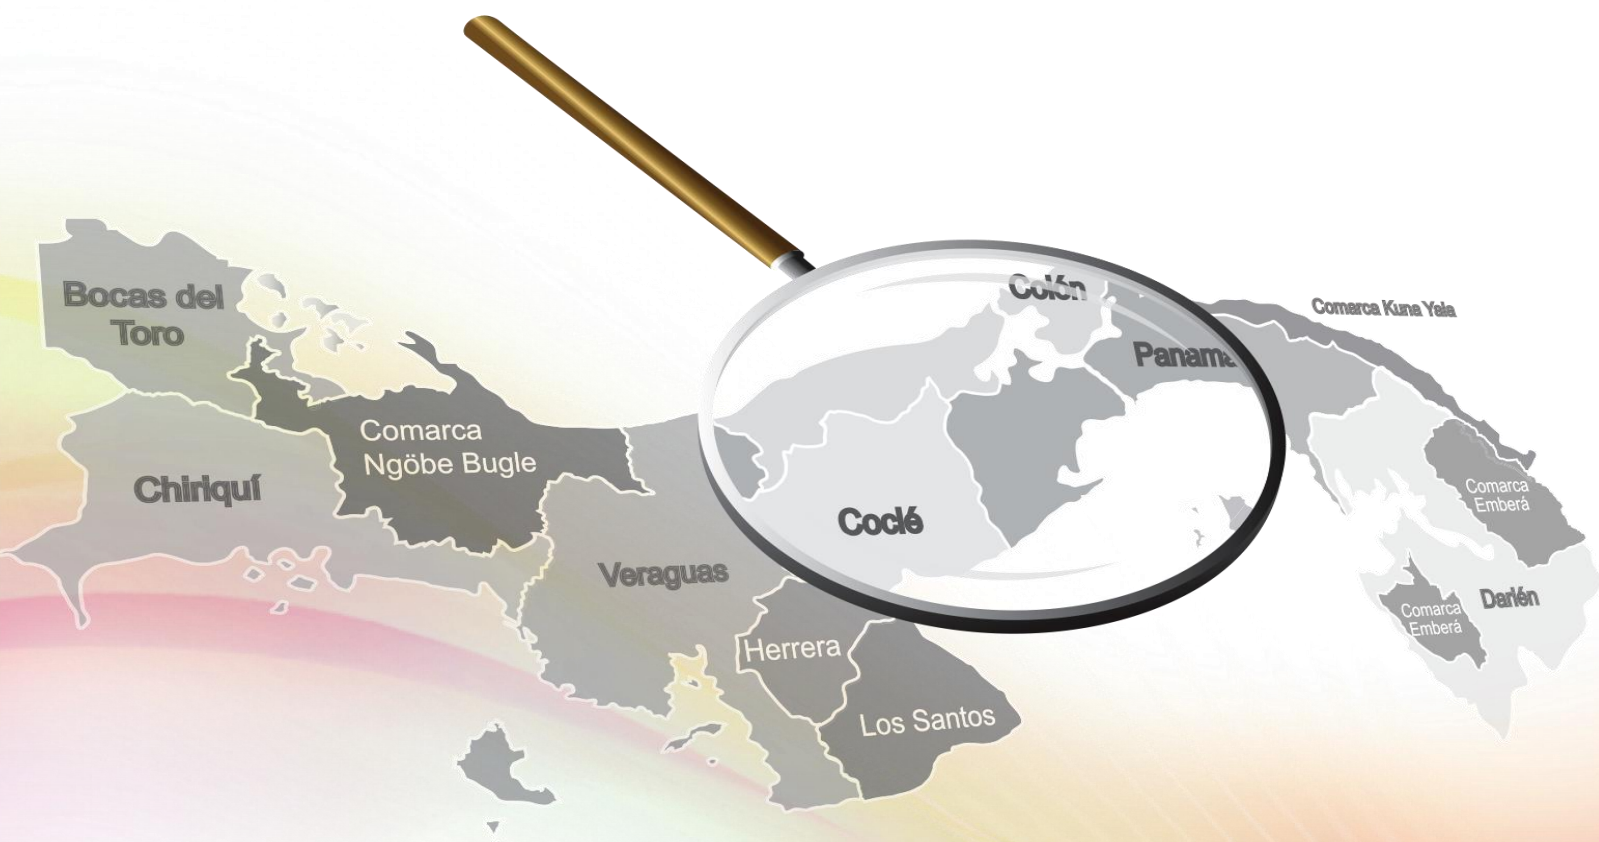 Bocas del
Toro
Chiriquí
Comarca
Ngöbe Bugle
Veraguas
Herrera
Los Santos
Coclé
Colón
Panamá
Comarca Kuna Yala
Comarca
Emberá
Darién
Comarca
Emberá